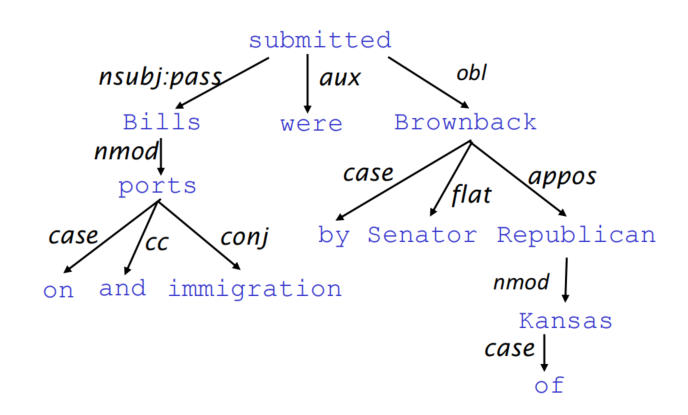 submitted
nsubj:pass aux obl
Bills were Brownback
nmod case flat appos
ports
case cc conj by Senator Republican
on and immigration nmod
Kansas
case
of